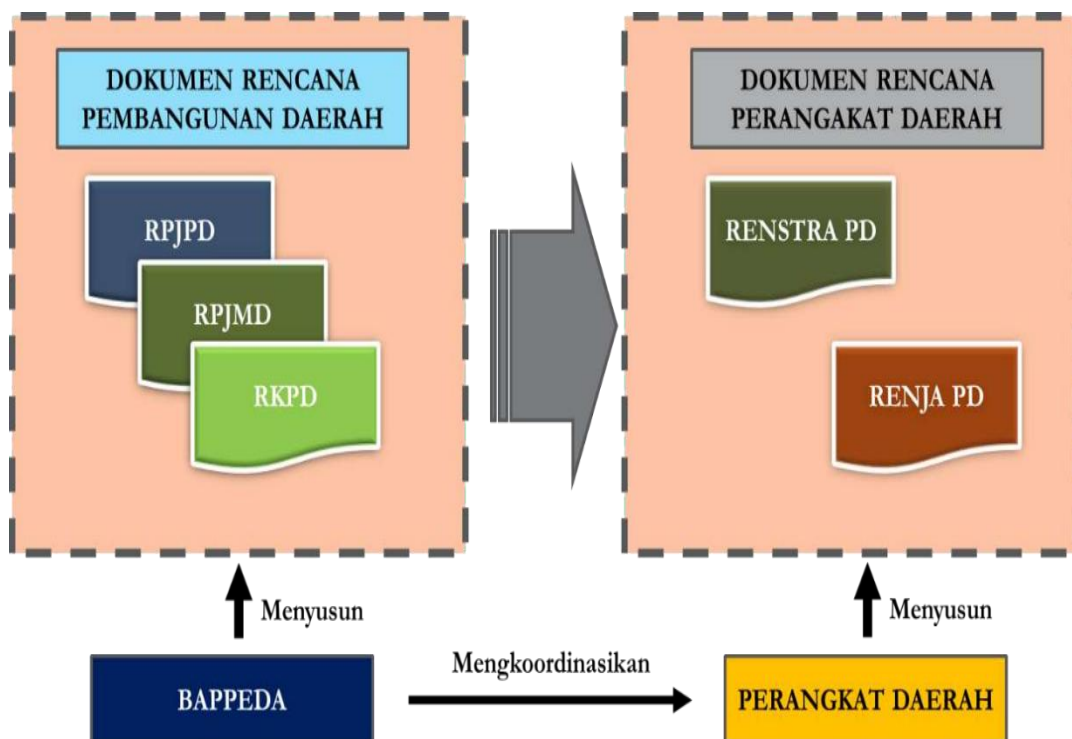 DOKUMEN RENCANA
PEMBANGUNAN DAERAH
RPJPD
RPJMD
RKPD
DOKUMEN RENCANA
PERANGAKAT DAERAH
RENSTRA PD
RENJA PD
Menyusun
Menyusun
BAPPEDA
Mengkoordinasikan
PERANGKAT DAERAH